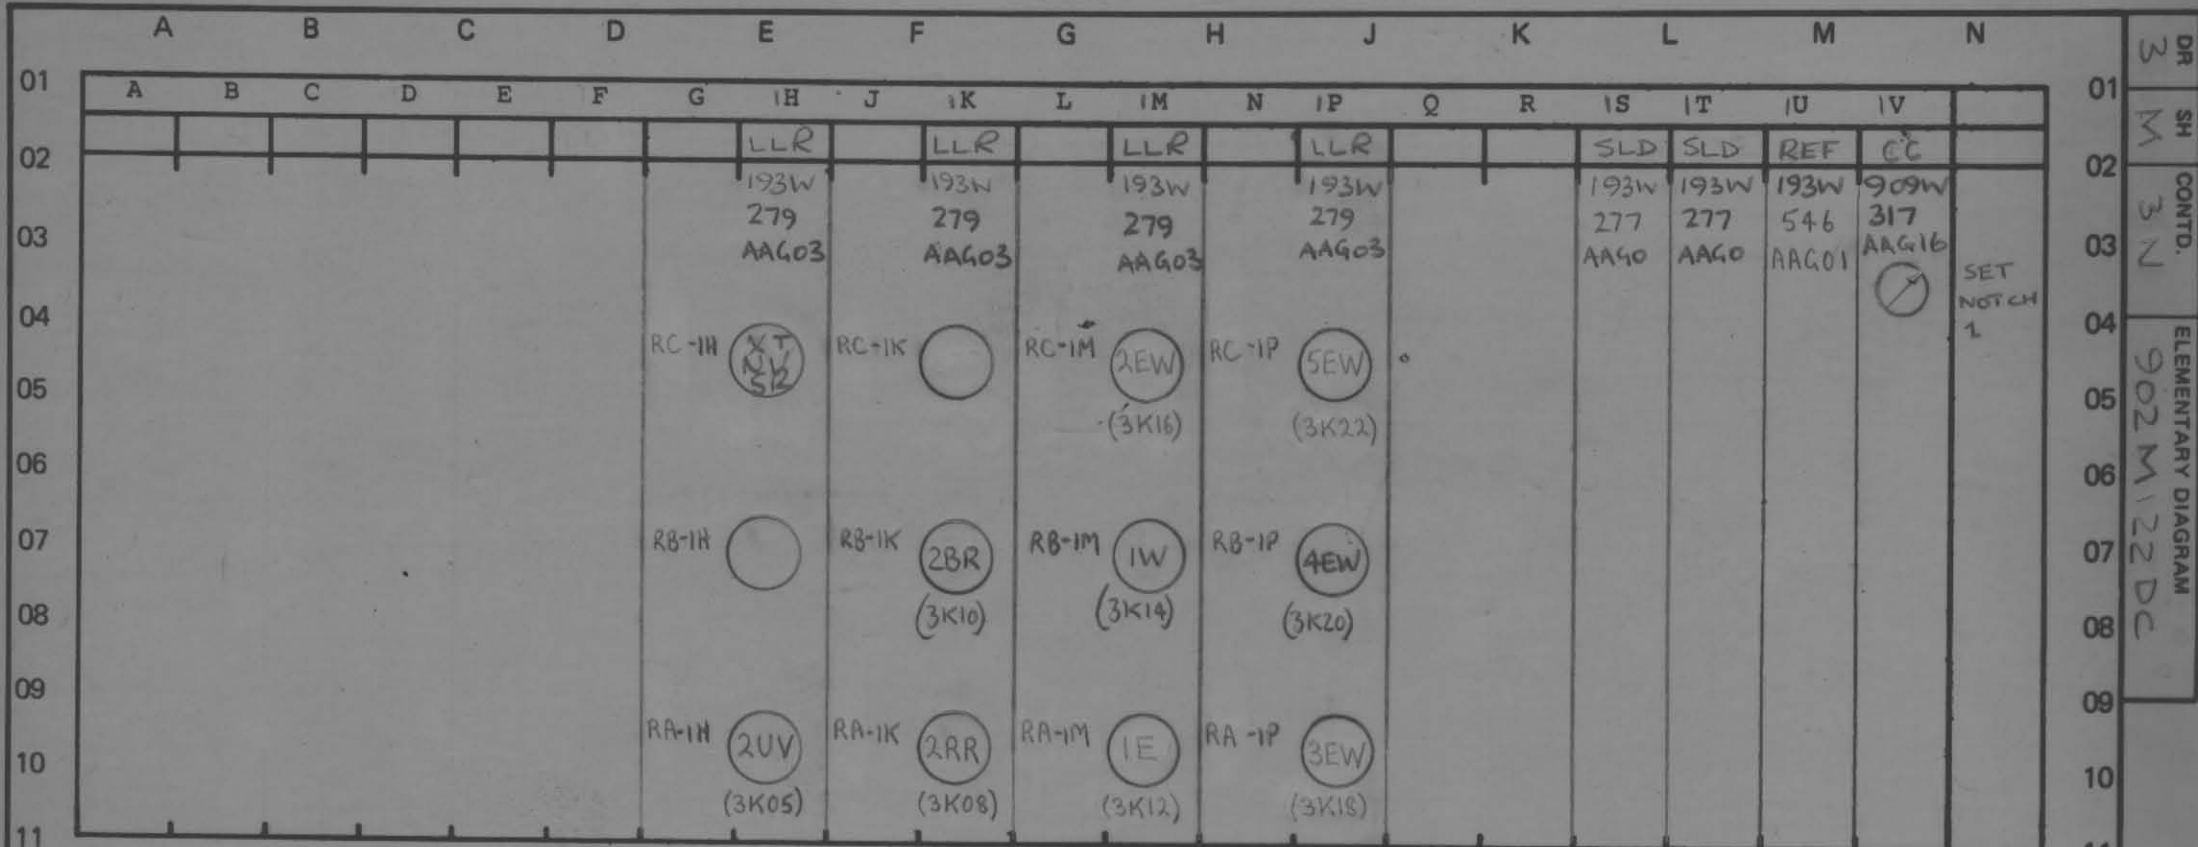 A B C D E F G H J K L M N
01 01
A B C D E F G 1H J 1K L 1M N 1P Q R 1S 1T 1U 1V
LLR LLR LLR LLR SLD SLD REF CC
02 02
193W 193W 193W 193W 193W 193W 193W 909W
279 279 279 279 277 277 546 317
03 03
AAG03 AAG03 AAG03 AAG03 AAG0 AAG0 AAG01 AAG16
SET
NOTCH
1
04 04
RC-1H XT NV SR RC-1K RC-1M 2EW RC-1P 5EW
05 05
(3K16) (3K22)
06 06
07 07
RB-1H RB-1K 2BR RB-1M 1W RB-1P 4EW
08 08
(3K10) (3K14) (3K20)
09 09
RA-1H 2UV RA-1K 2RR RA-1M 1E RA-1P 3EW
10 10
(3K05) (3K08) (3K12) (3K18)
11
DR
3
SH
M
CONTD.
3N
ELEMENTARY DIAGRAM
902M122DC